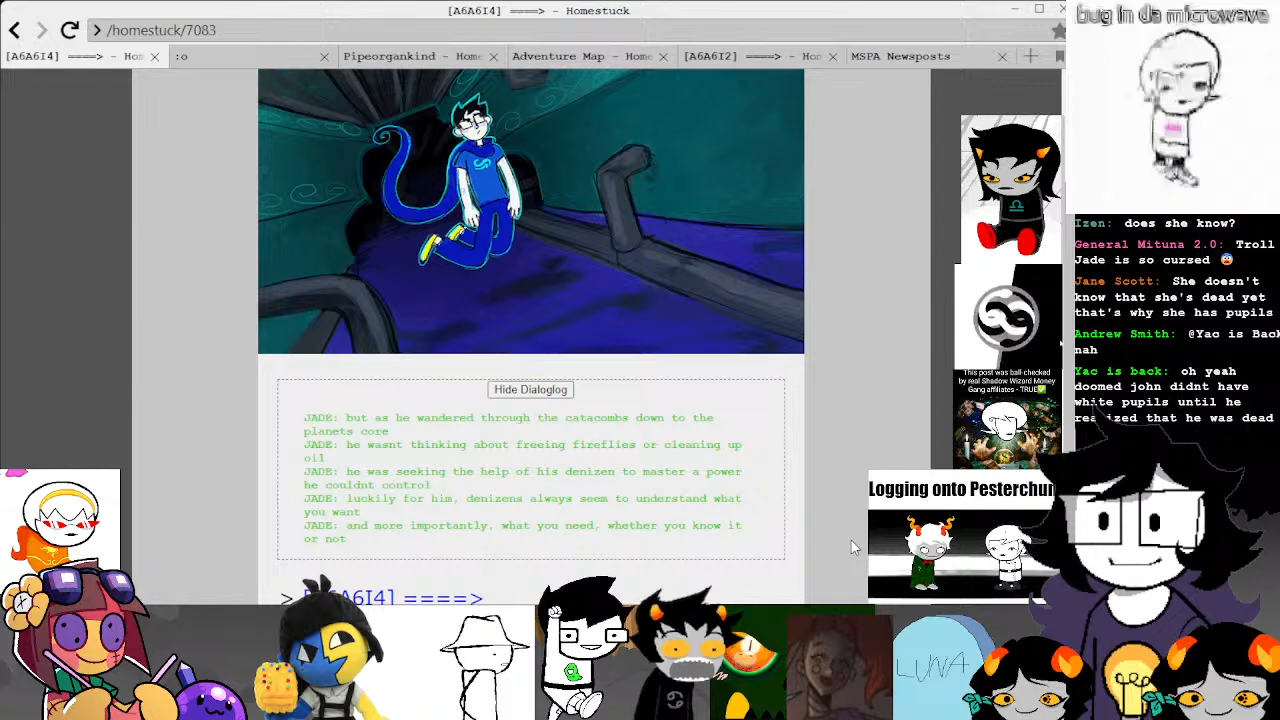 [A6A6I4] ====> - Homestuck
bug in da microwave
/homestuck/7083
[A6A6I4] ====> - Hom
:o
Pipeorgankind - Home
Adventure Map - Home
[A6A6I2] ====> - Hom
MSPA Newsposts
Hide Dialoglog
JADE: but as he wandered through the catacombs down to the
planets core
JADE: he wasnt thinking about freeing fireflies or cleaning up
oil
JADE: he was seeking the help of his denizen to master a power
he couldnt control
JADE: luckily for him, denizens always seem to understand what
you want
JADE: and more importantly, what you need, whether you know it
or not
> [A6A6I4] ====>
Izen: does she know?
General Mituna 2.0: Troll
Jade is so cursed 😨
Jane Scott: She doesn't
know that she's dead yet
that's why she has pupils
Andrew Smith: @Yac is Back
nah
Yac is back: oh yeah
doomed john didnt have
white pupils until he
realized that he was dead
This post was ball-checked
by real Shadow Wizard Money
Gang affiliates - TRUE✅
Logging onto Pesterchum
LUNA